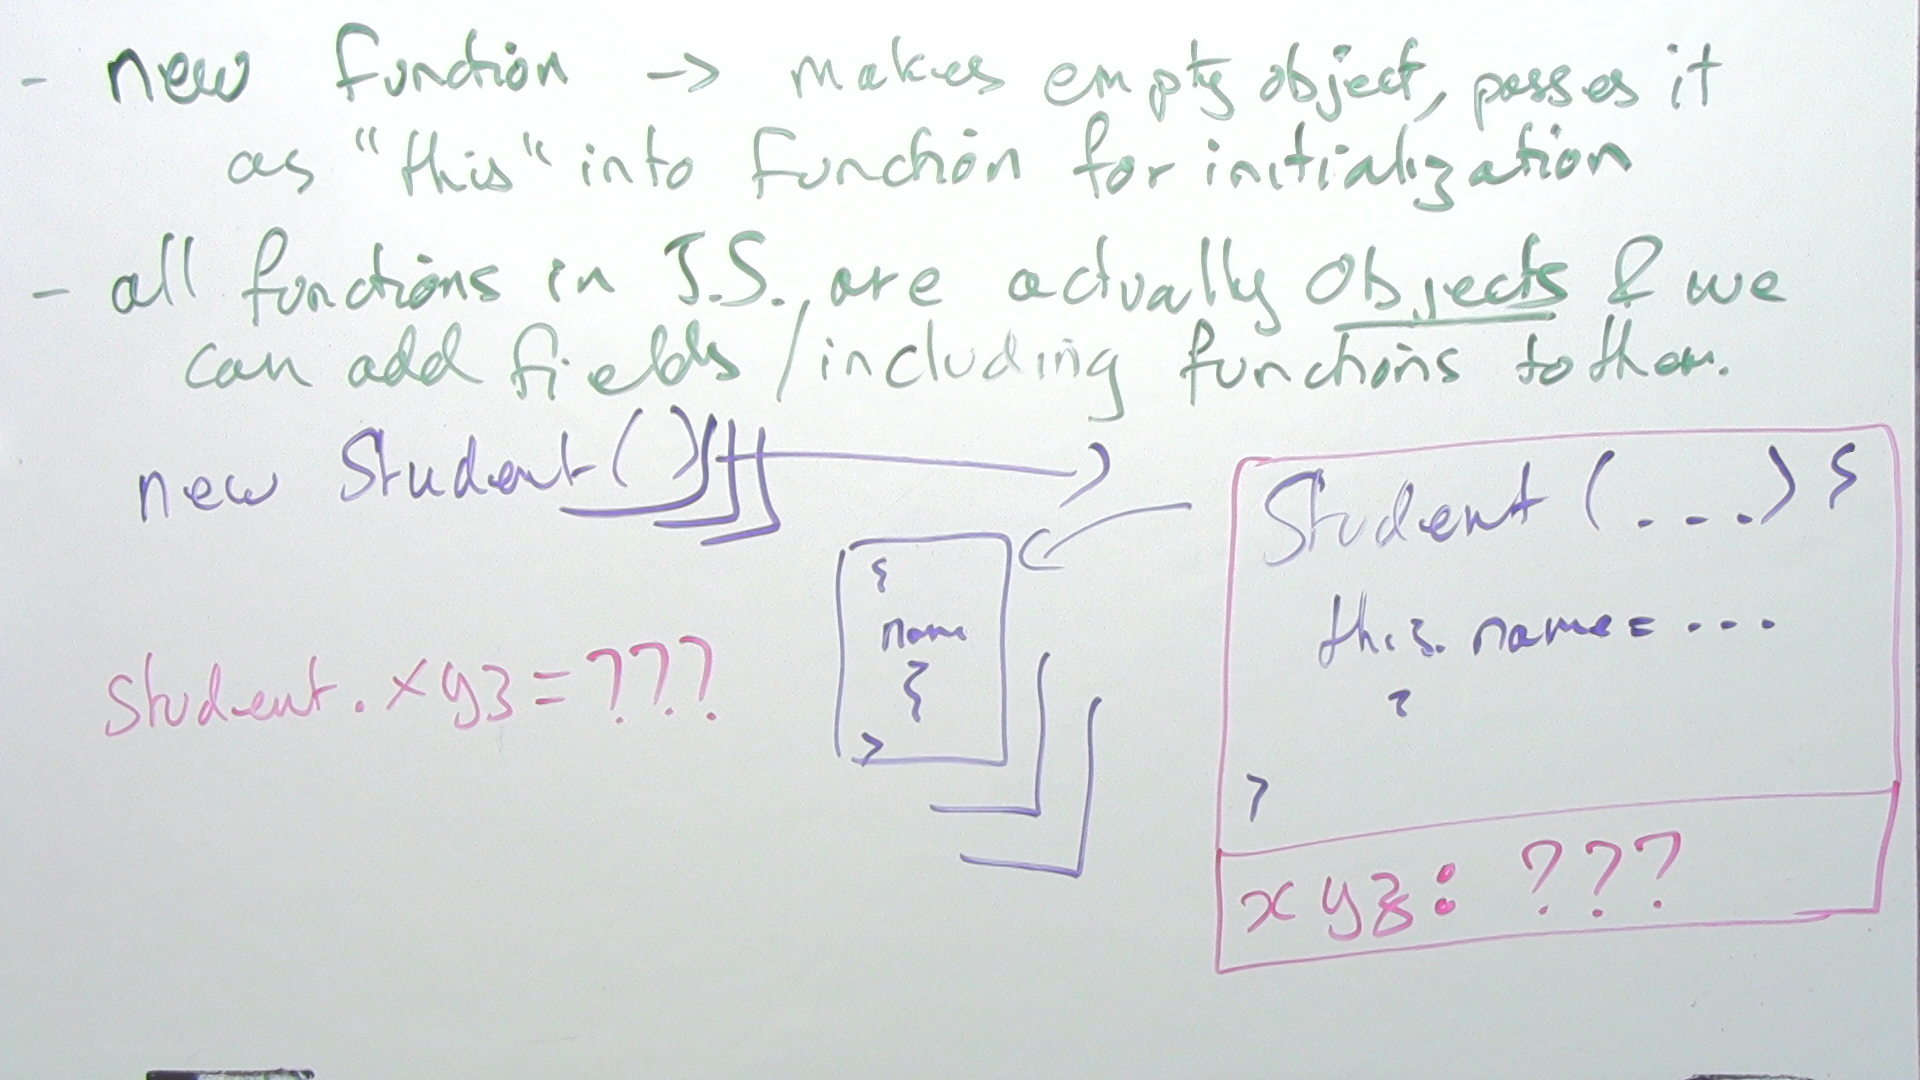 - new function -> makes empty object, passes it
as "this" into function for initialization
- all functions in J.S. are actually Objects & we
can add fields / including functions to them.
new Student()
Student (...) {
this.name = ...
}
{
name
}
Student.xyz = ???
xyz: ???